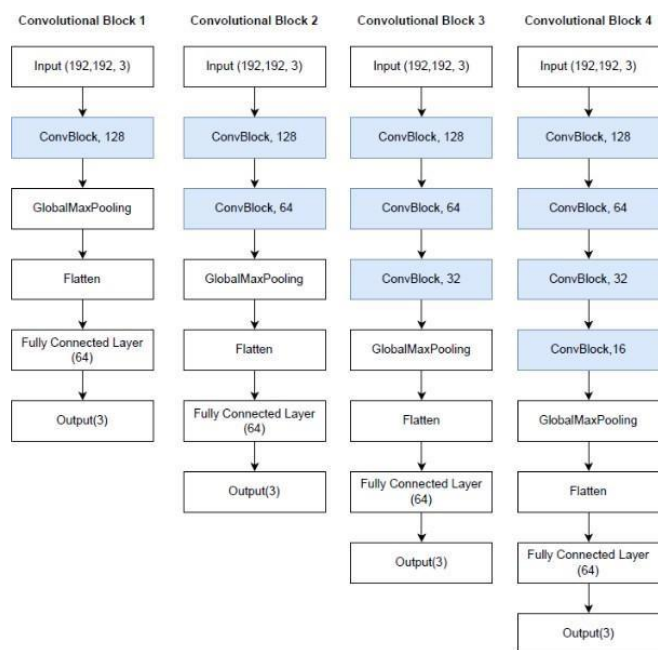 Convolutional Block 1
Input (192,192, 3)
ConvBlock, 128
GlobalMaxPooling
Flatten
Fully Connected Layer
(64)
Output(3)
Convolutional Block 2
Input (192,192, 3)
ConvBlock, 128
ConvBlock, 64
GlobalMaxPooling
Flatten
Fully Connected Layer
(64)
Output(3)
Convolutional Block 3
Input (192,192, 3)
ConvBlock, 128
ConvBlock, 64
ConvBlock, 32
GlobalMaxPooling
Flatten
Fully Connected Layer
(64)
Output(3)
Convolutional Block 4
Input (192,192, 3)
ConvBlock, 128
ConvBlock, 64
ConvBlock, 32
ConvBlock,16
GlobalMaxPooling
Flatten
Fully Connected Layer
(64)
Output(3)